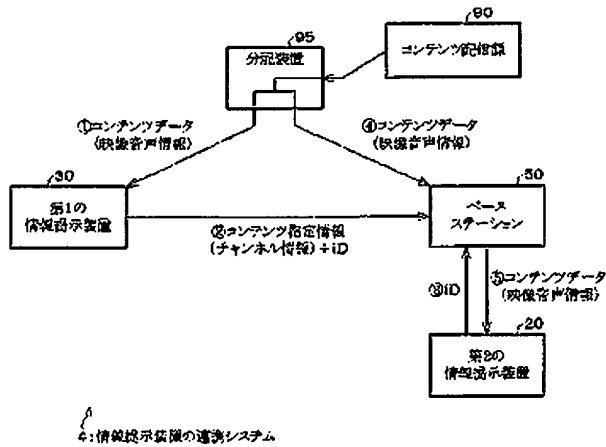 90
95
分配装置
コンテンツ配信源
①コンテンツデータ
(映像音声情報)
④コンテンツデータ
(映像音声情報)
30
50
第1の
情報提示装置
ベース
ステーション
②コンテンツ指定情報
(チャンネル情報)+iD
③iD
⑤コンテンツデータ
(映像音声情報)
20
第2の
情報提示装置
4:情報提示装置の連携システム